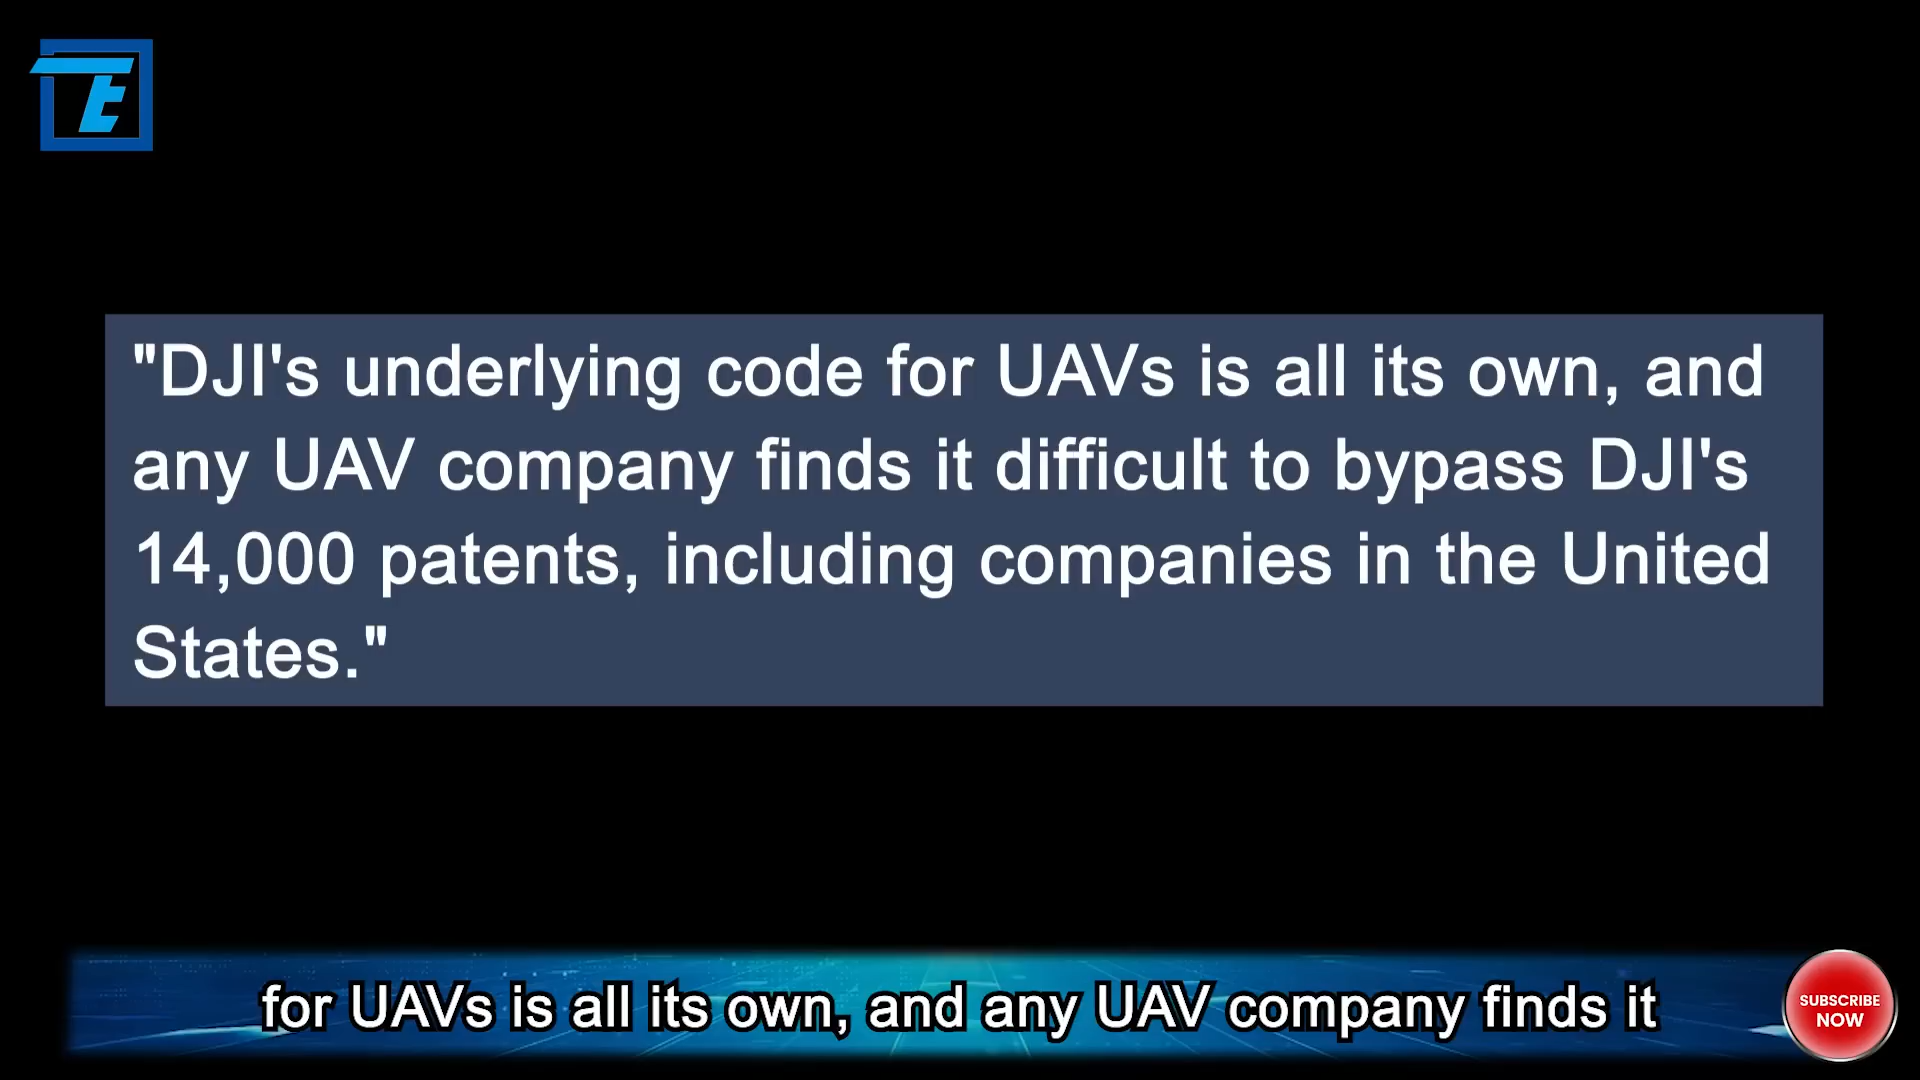 TE
"DJI's underlying code for UAVs is all its own, and
any UAV company finds it difficult to bypass DJI's
14,000 patents, including companies in the United
States."
for UAVs is all its own, and any UAV company finds it
SUBSCRIBE
NOW